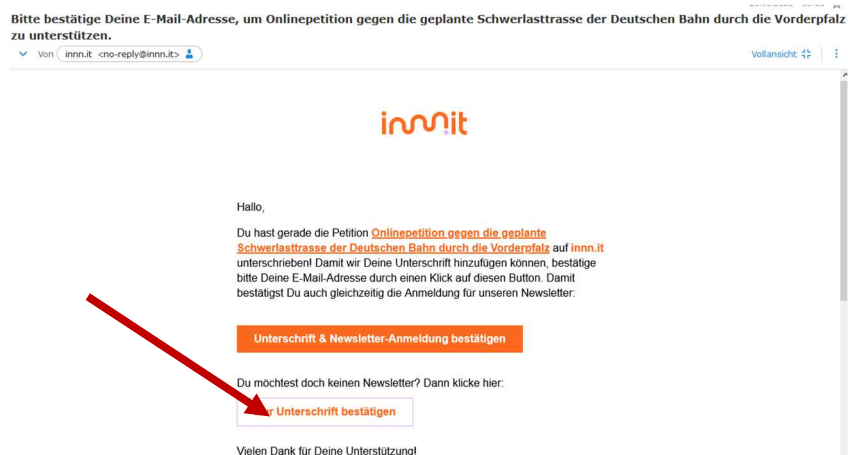 Bitte bestätige Deine E-Mail-Adresse, um Onlinepetition gegen die geplante Schwerlasttrasse der Deutschen Bahn durch die Vorderpfalz
zu unterstützen.
Von innn.it <no-reply@innn.it> Vollansicht
innit
Hallo,
Du hast gerade die Petition Onlinepetition gegen die geplante
Schwerlasttrasse der Deutschen Bahn durch die Vorderpfalz auf innn.it
unterschrieben! Damit wir Deine Unterschrift hinzufügen können, bestätige
bitte Deine E-Mail-Adresse durch einen Klick auf diesen Button. Damit
bestätigst Du auch gleichzeitig die Anmeldung für unseren Newsletter:
Unterschrift & Newsletter-Anmeldung bestätigen
Du möchtest doch keinen Newsletter? Dann klicke hier:
Unterschrift bestätigen
Vielen Dank für Deine Unterstützung!